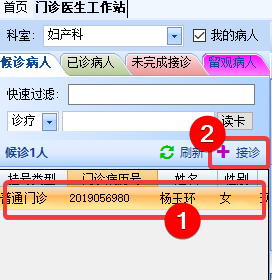 首页 门诊医生工作站
科室: 妇产科 我的病人
候诊病人 已诊病人 未完成接诊 留观病人
快速过滤:
诊疗 读卡
2
候诊1人 刷新 接诊
挂号类型 门诊病历号 姓名 性别
普通门诊 2019056980 杨玉环 女
1